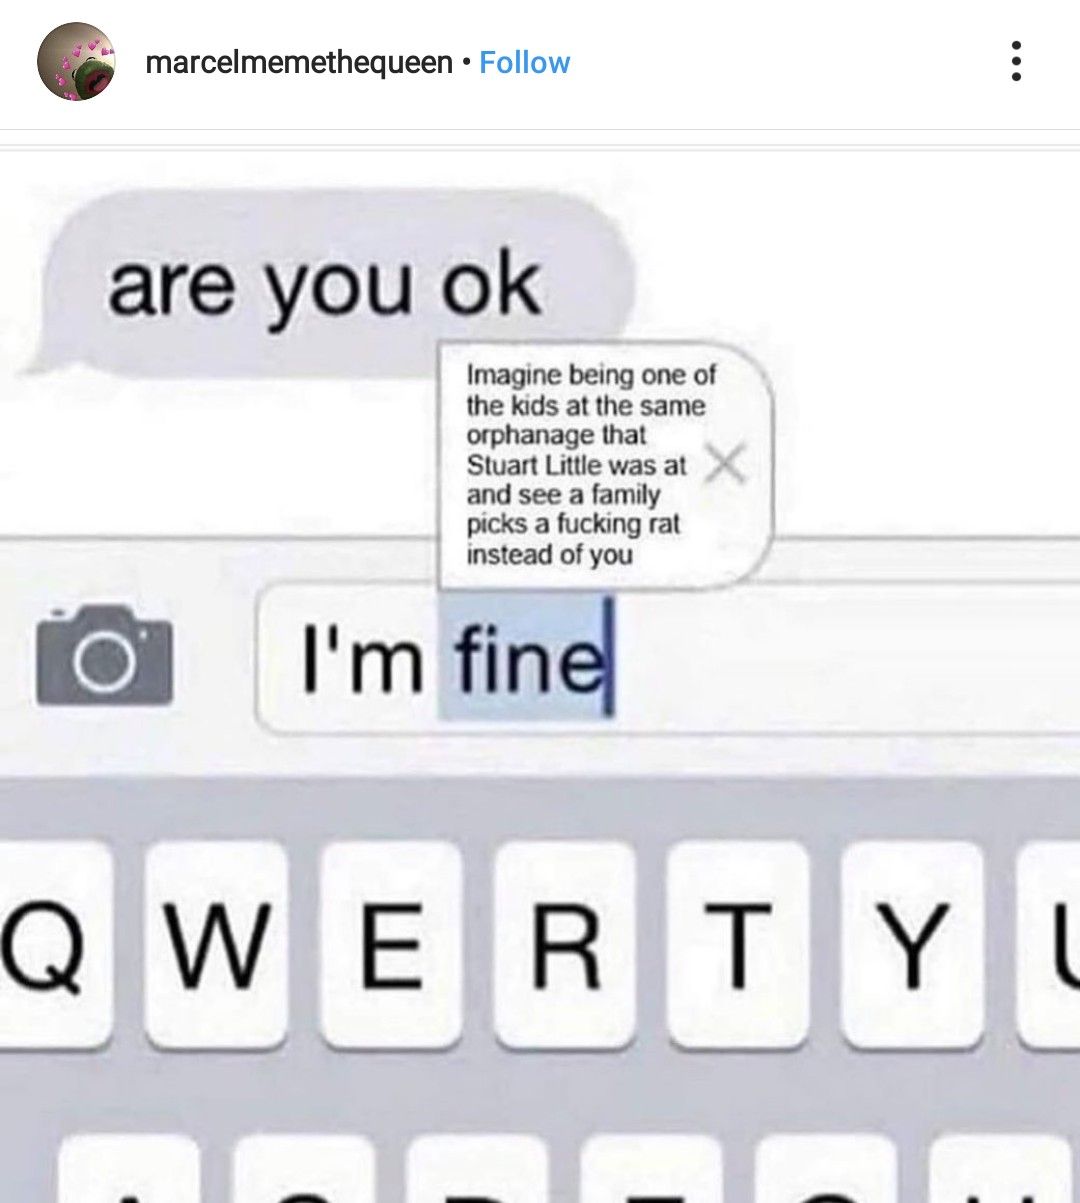 marcelmemethequeen • Follow
are you ok
Imagine being one of
the kids at the same
orphanage that
Stuart Little was at
and see a family
picks a fucking rat
instead of you
I'm fine
Q W E R T Y